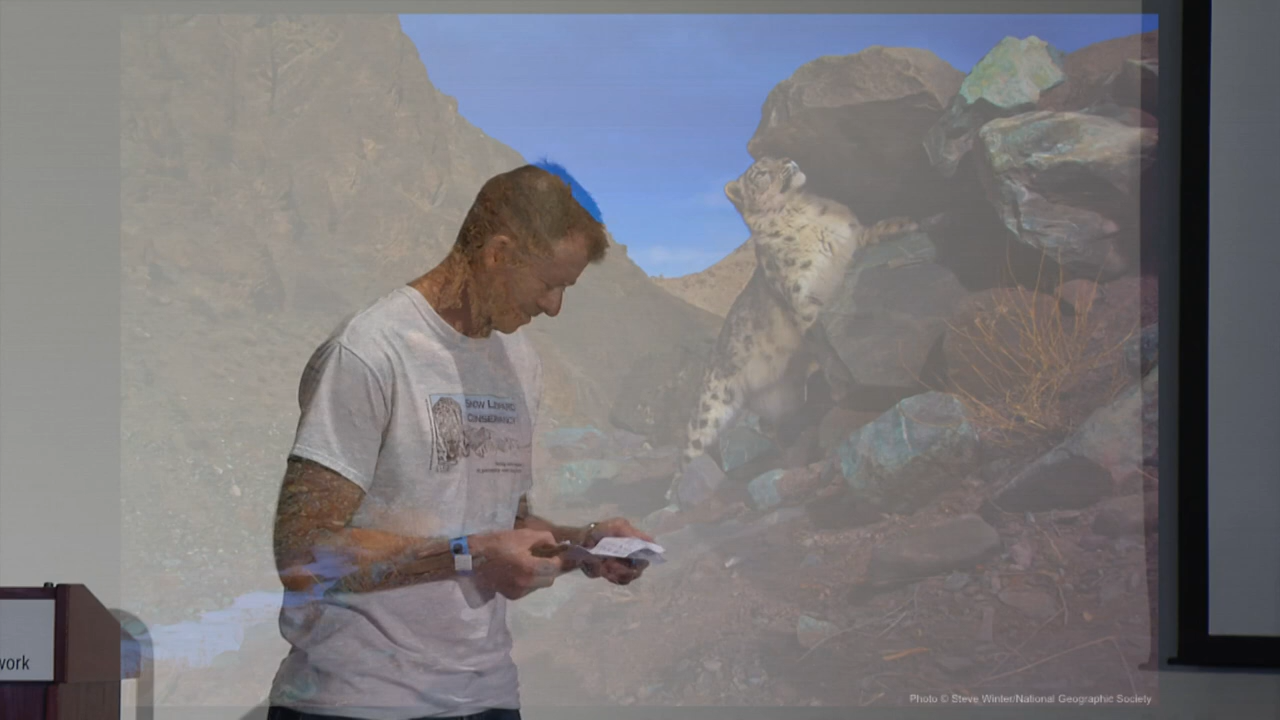 SNOW LEOPARD
CONSERVANCY
work
Photo © Steve Winter/National Geographic Society